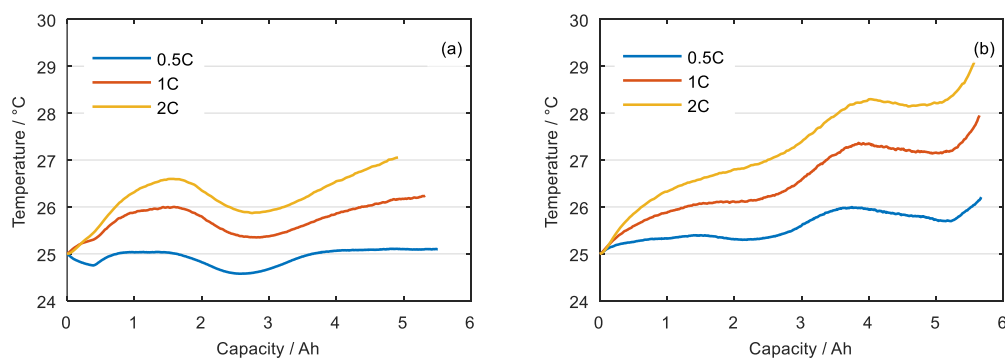 30
29
28
27
26
25
24
Temperature / °C
0.5C
1C
2C
(a)
0 1 2 3 4 5 6
Capacity / Ah
30
29
28
27
26
25
24
Temperature / °C
0.5C
1C
2C
(b)
0 1 2 3 4 5 6
Capacity / Ah